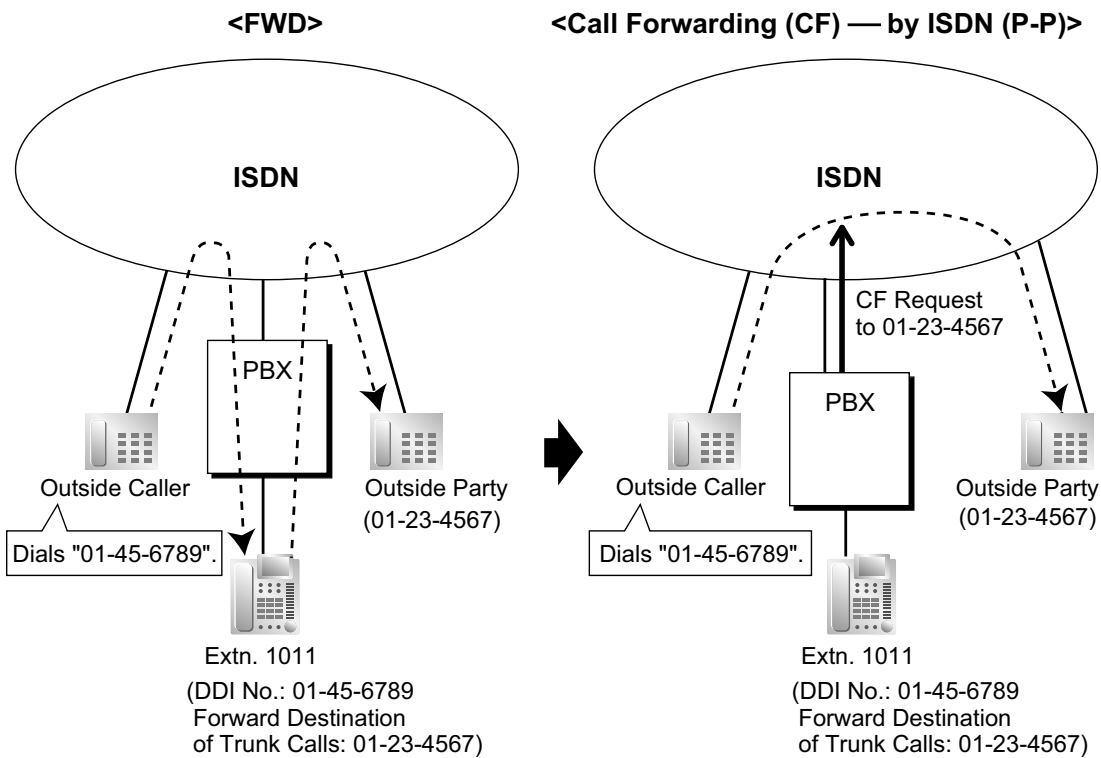 <FWD>
ISDN
PBX
Outside Caller
Outside Party
(01-23-4567)
Dials "01-45-6789".
Extn. 1011
(DDI No.: 01-45-6789
Forward Destination
of Trunk Calls: 01-23-4567)
<Call Forwarding (CF) — by ISDN (P-P)>
ISDN
CF Request
to 01-23-4567
PBX
Outside Caller
Outside Party
(01-23-4567)
Dials "01-45-6789".
Extn. 1011
(DDI No.: 01-45-6789
Forward Destination
of Trunk Calls: 01-23-4567)